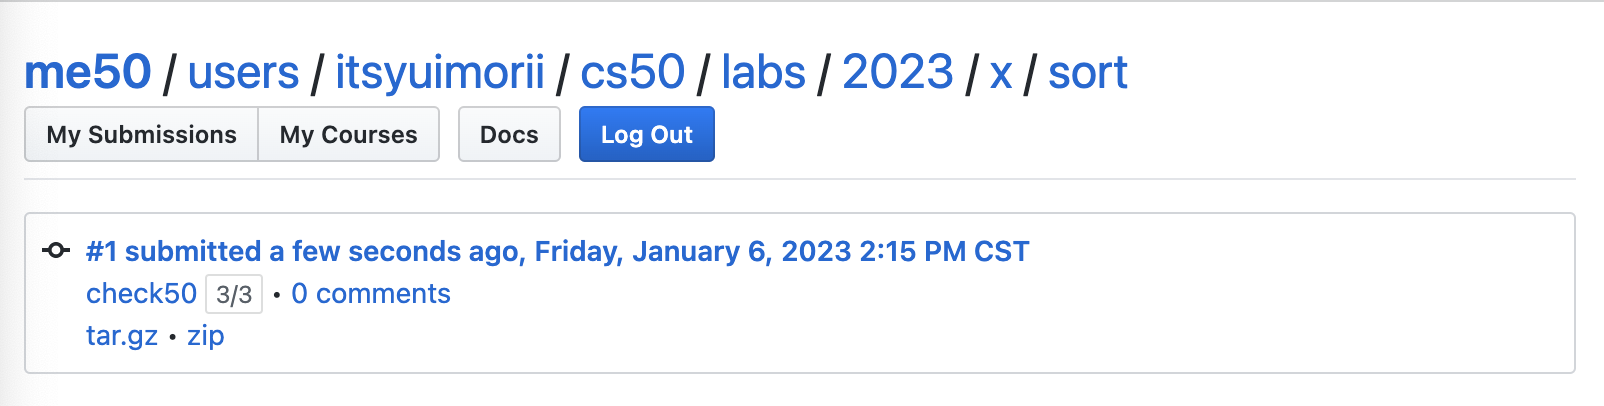 me50 / users / itsyuimorii / cs50 / labs / 2023 / x / sort
My Submissions My Courses Docs Log Out
#1 submitted a few seconds ago, Friday, January 6, 2023 2:15 PM CST
check50 3/3 • 0 comments
tar.gz • zip